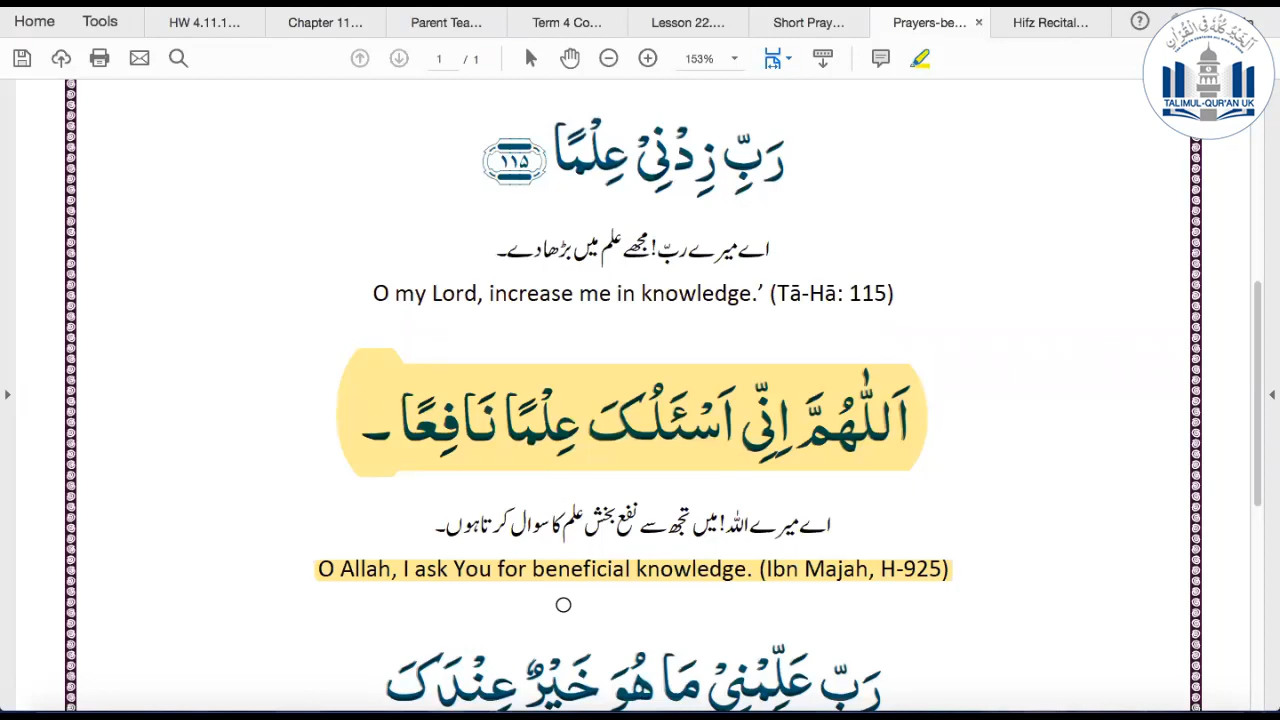 Home Tools HW 4.11.1... Chapter 11... Parent Tea... Term 4 Co... Lesson 22.... Short Pray... Prayers-be... × Hifz Recital...
1 / 1 153%
TALIMUL-QUR'AN UK
رَبِّ زِدْنِیْ عِلْمًا ۱۱۵
اے میرے ربّ! مجھے علم میں بڑھا دے۔
O my Lord, increase me in knowledge.’ (Tā-Hā: 115)
اَللّٰھُمَّ اِنِّی اَسْئَلُکَ عِلْمًا نَافِعًا ۔
اے میرے اللہ! میں تجھ سے نفع بخش علم کا سوال کرتا ہوں۔
O Allah, I ask You for beneficial knowledge. (Ibn Majah, H-925)
رَبِّ عَلِّمْنِیْ مَا ھُوَ خَیْرٌ عِنْدَکَ